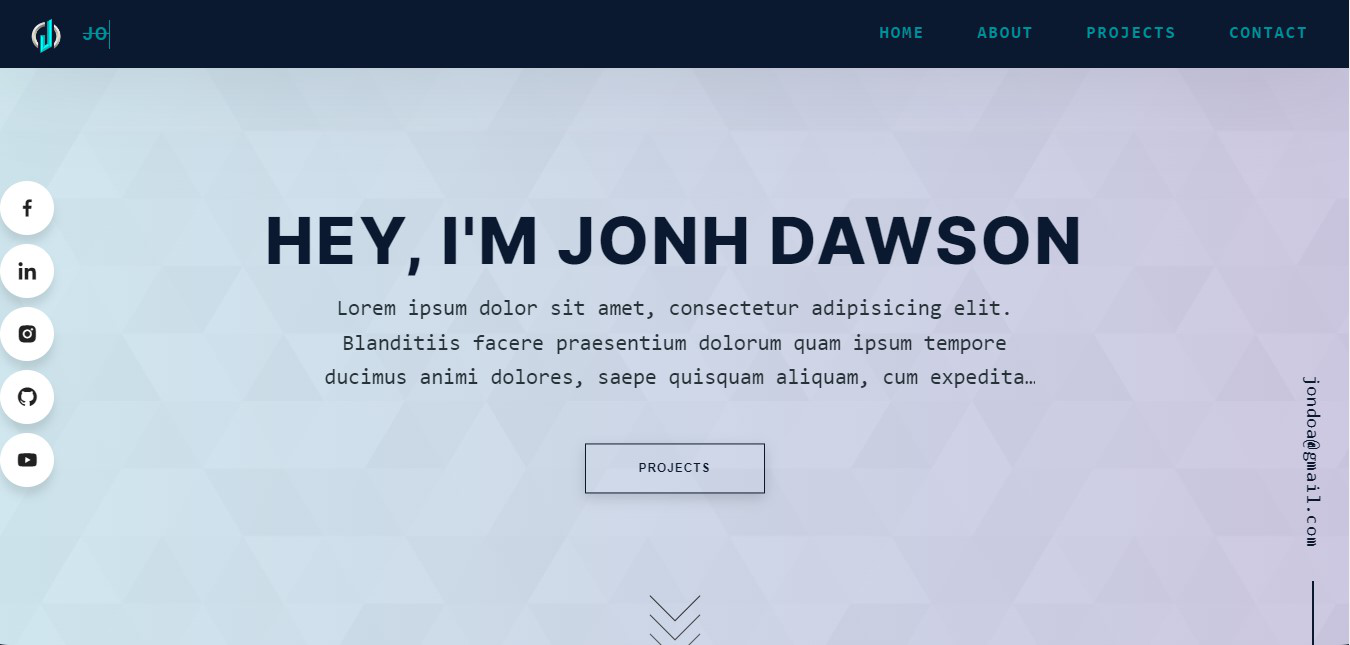 JO
HOME ABOUT PROJECTS CONTACT
HEY, I'M JONH DAWSON
Lorem ipsum dolor sit amet, consectetur adipisicing elit.
Blanditiis facere praesentium dolorum quam ipsum tempore
ducimus animi dolores, saepe quisquam aliquam, cum expedita…
PROJECTS
jondoa@gmail.com